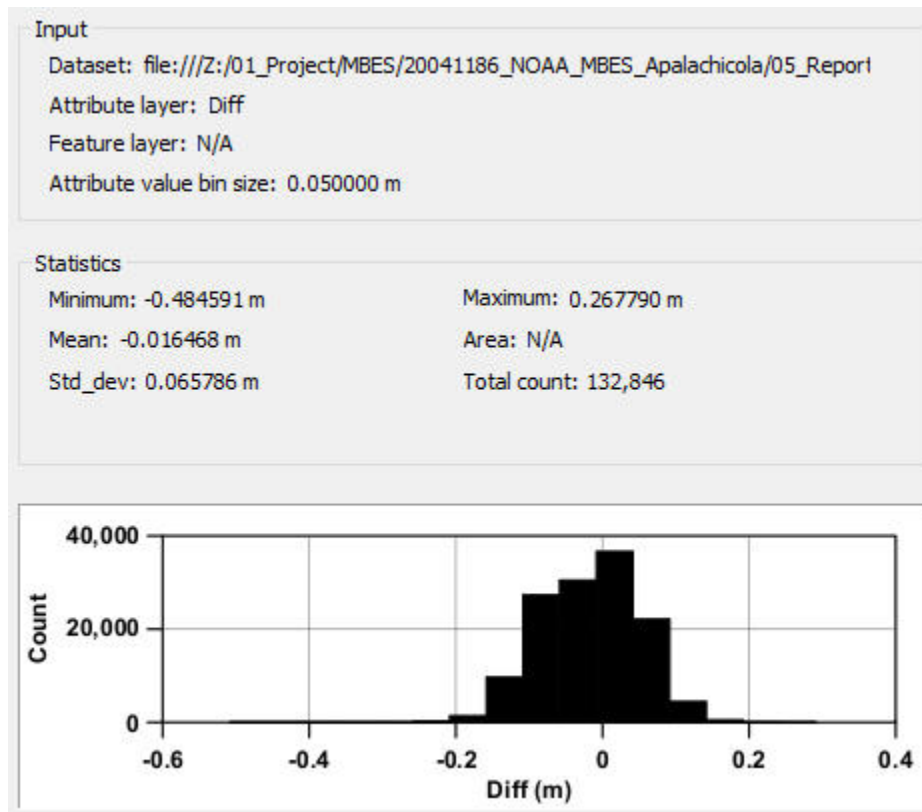 Input
Dataset: file:///Z:/01_Project/MBES/20041186_NOAA_MBES_Apalachicola/05_Report
Attribute layer: Diff
Feature layer: N/A
Attribute value bin size: 0.050000 m
Statistics
Minimum: -0.484591 m Maximum: 0.267790 m
Mean: -0.016468 m Area: N/A
Std_dev: 0.065786 m Total count: 132,846
40,000
20,000
0
Count
-0.6 -0.4 -0.2 0 0.2 0.4
Diff (m)